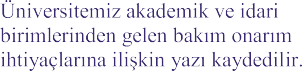 Üniversitemiz akademik ve idari
birimlerinden gelen bakım onarım
ihtiyaçlarına ilişkin yazı kaydedilir.